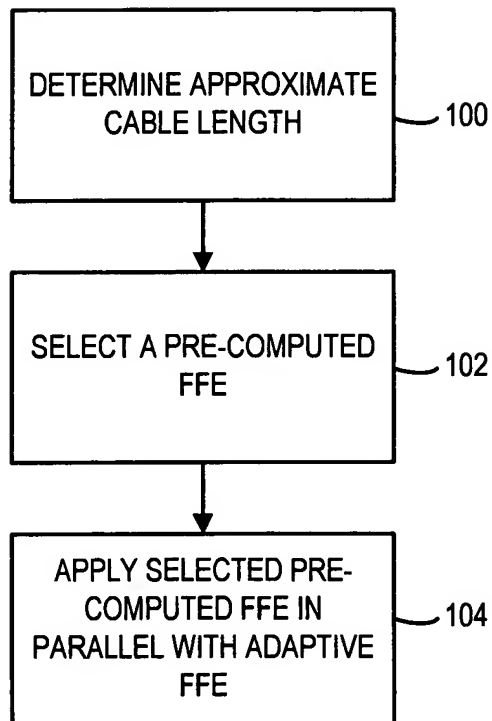 DETERMINE APPROXIMATE
CABLE LENGTH
100
SELECT A PRE-COMPUTED
FFE
102
APPLY SELECTED PRE-
COMPUTED FFE IN
PARALLEL WITH ADAPTIVE
FFE
104